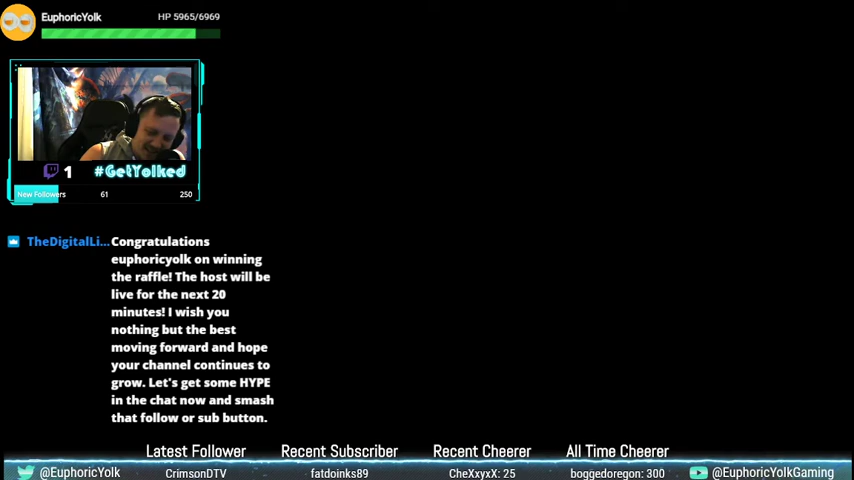 EuphoricYolk HP 5965/6969
1 #GetYolked
New Followers 61 250
TheDigitalLi... Congratulations
euphoricyolk on winning
the raffle! The host will be
live for the next 20
minutes! I wish you
nothing but the best
moving forward and hope
your channel continues to
grow. Let's get some HYPE
in the chat now and smash
that follow or sub button.
Latest Follower Recent Subscriber Recent Cheerer All Time Cheerer
@EuphoricYolk CrimsonDTV fatdoinks89 CheXxyxX: 25 boggedoregon: 300 @EuphoricYolkGaming